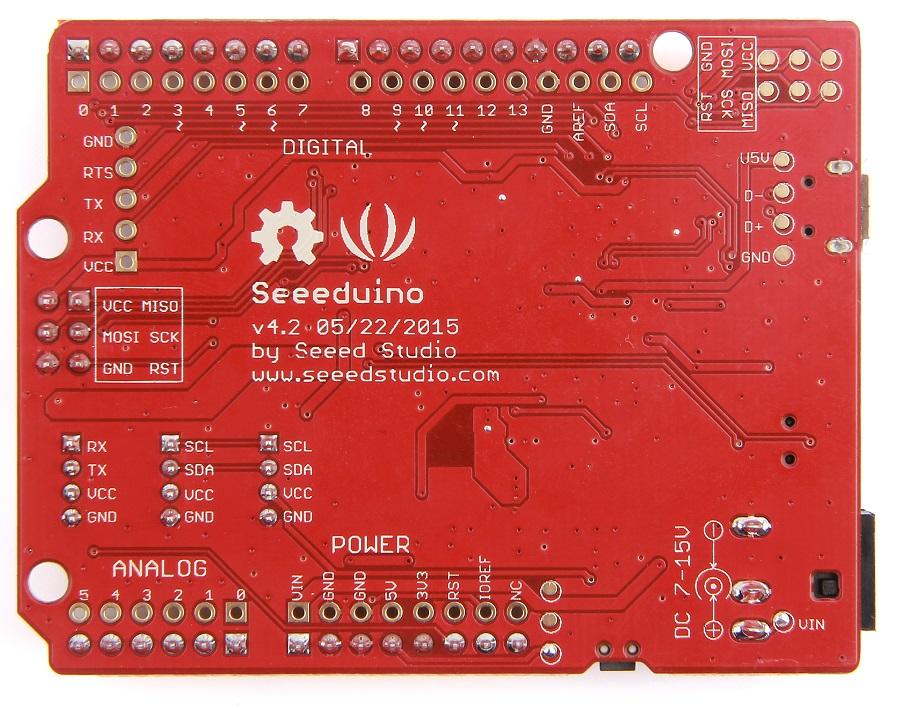 0 1 2 3 4 5 6 7 8 9 10 11 12 13 GND AREF SDA SCL
~ ~ ~ ~ ~ ~
DIGITAL
RST GND
SCK MOSI
MISO VCC
GND
RTS
TX
RX
VCC
U5V
D-
D+
GND
VCC MISO
MOSI SCK
GND RST
Seeeduino
v4.2 05/22/2015
by Seeed Studio
www.seeedstudio.com
RX
TX
VCC
GND
SCL
SDA
VCC
GND
SCL
SDA
VCC
GND
ANALOG
5 4 3 2 1 0
POWER
VIN GND GND 5V 3V3 RST IOREF NC
DC 7-15V
VIN